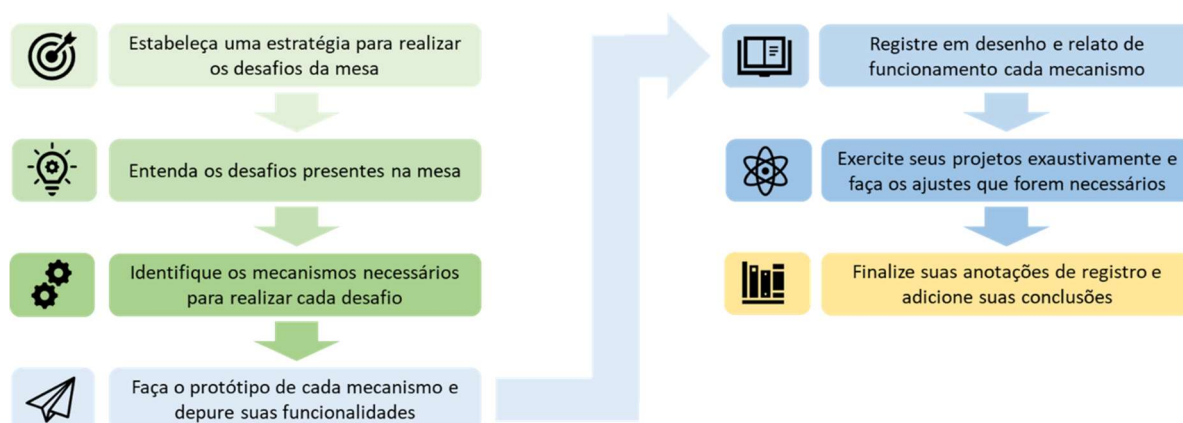 Estabeleça uma estratégia para realizar
os desafios da mesa
Entenda os desafios presentes na mesa
Identifique os mecanismos necessários
para realizar cada desafio
Faça o protótipo de cada mecanismo e
depure suas funcionalidades
Registre em desenho e relato de
funcionamento cada mecanismo
Exercite seus projetos exaustivamente e
faça os ajustes que forem necessários
Finalize suas anotações de registro e
adicione suas conclusões